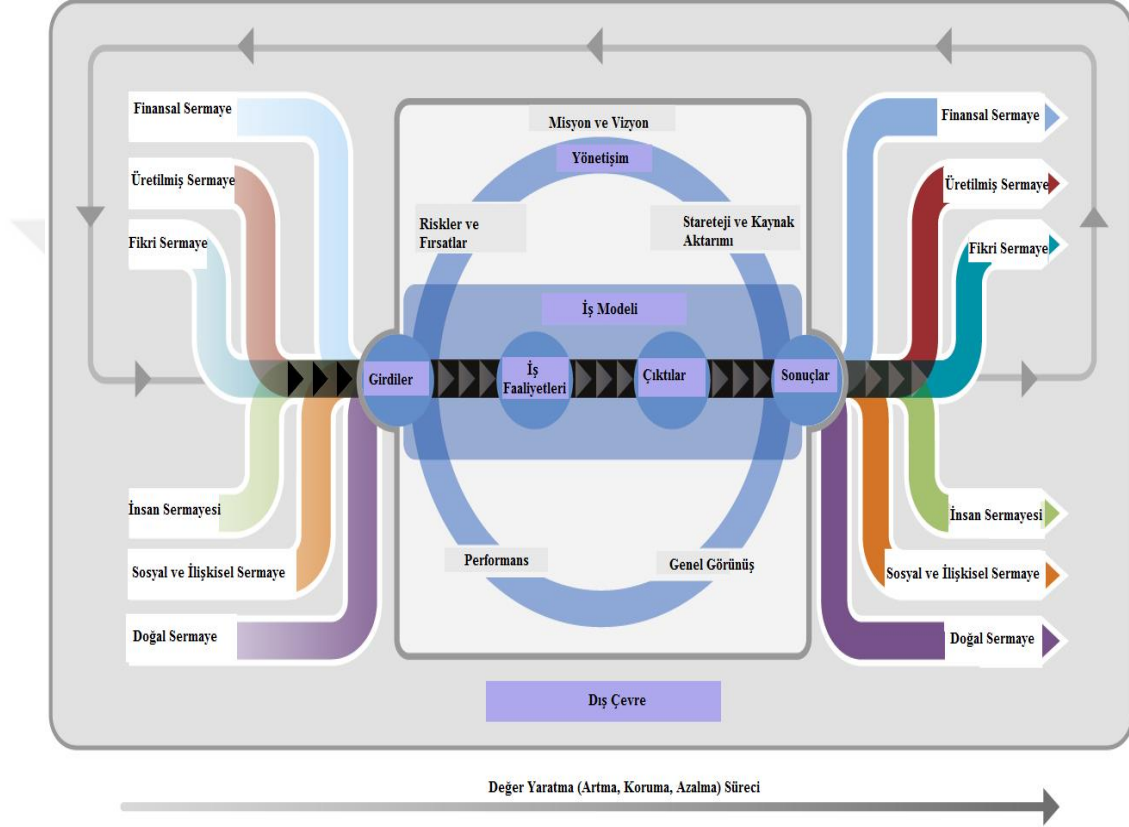 Finansal Sermaye
Üretilmiş Sermaye
Fikri Sermaye
İnsan Sermayesi
Sosyal ve İlişkisel Sermaye
Doğal Sermaye
Misyon ve Vizyon
Yönetişim
Riskler ve
Fırsatlar
Stareteji ve Kaynak
Aktarımı
İş Modeli
Girdiler
İş
Faaliyetleri
Çıktılar
Sonuçlar
Performans
Genel Görünüş
Finansal Sermaye
Üretilmiş Sermaye
Fikri Sermaye
İnsan Sermayesi
Sosyal ve İlişkisel Sermaye
Doğal Sermaye
Dış Çevre
Değer Yaratma (Artma, Koruma, Azalma) Süreci